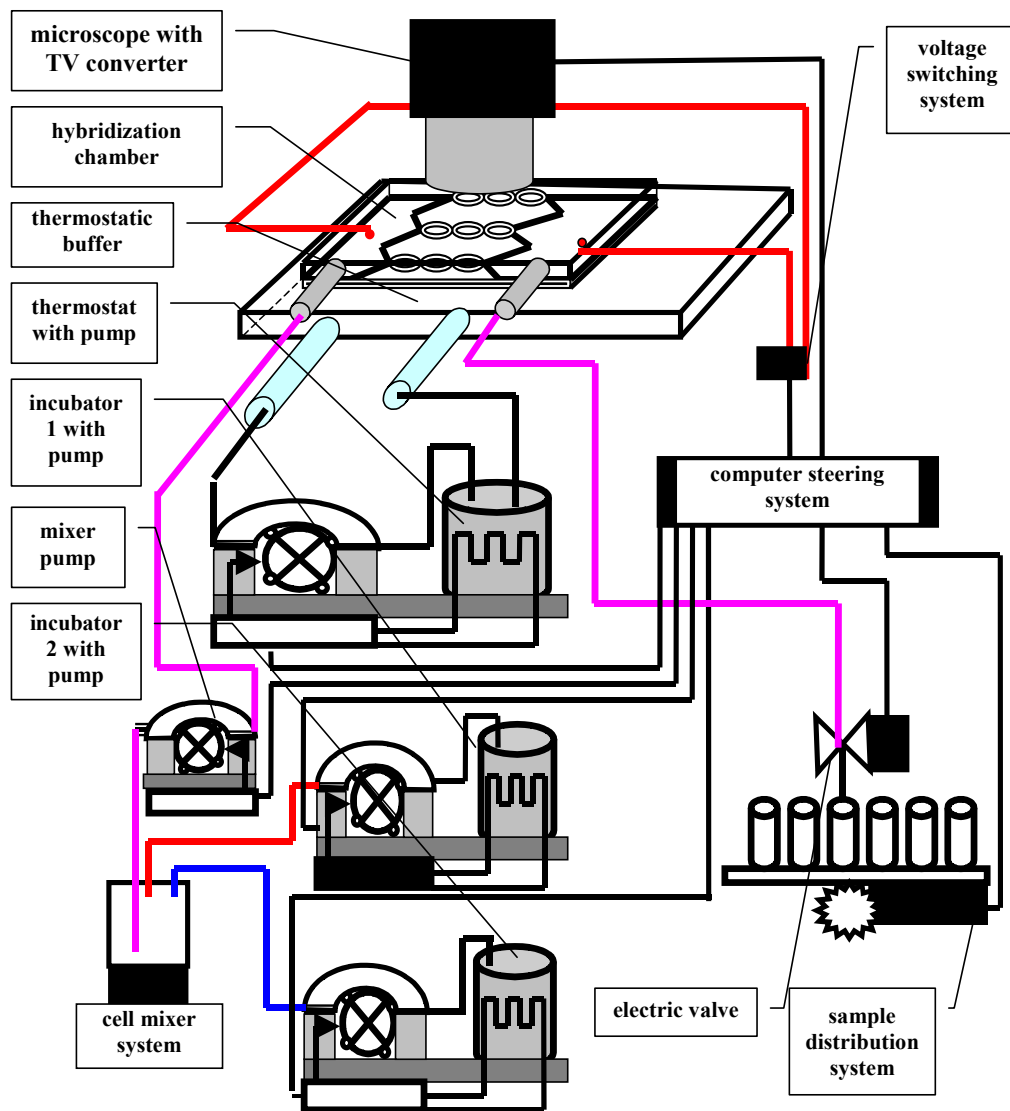 microscope with
TV converter
hybridization
chamber
thermostatic
buffer
thermostat
with pump
incubator
1 with
pump
mixer
pump
incubator
2 with
pump
cell mixer
system
voltage
switching
system
computer steering
system
electric valve
sample
distribution
system